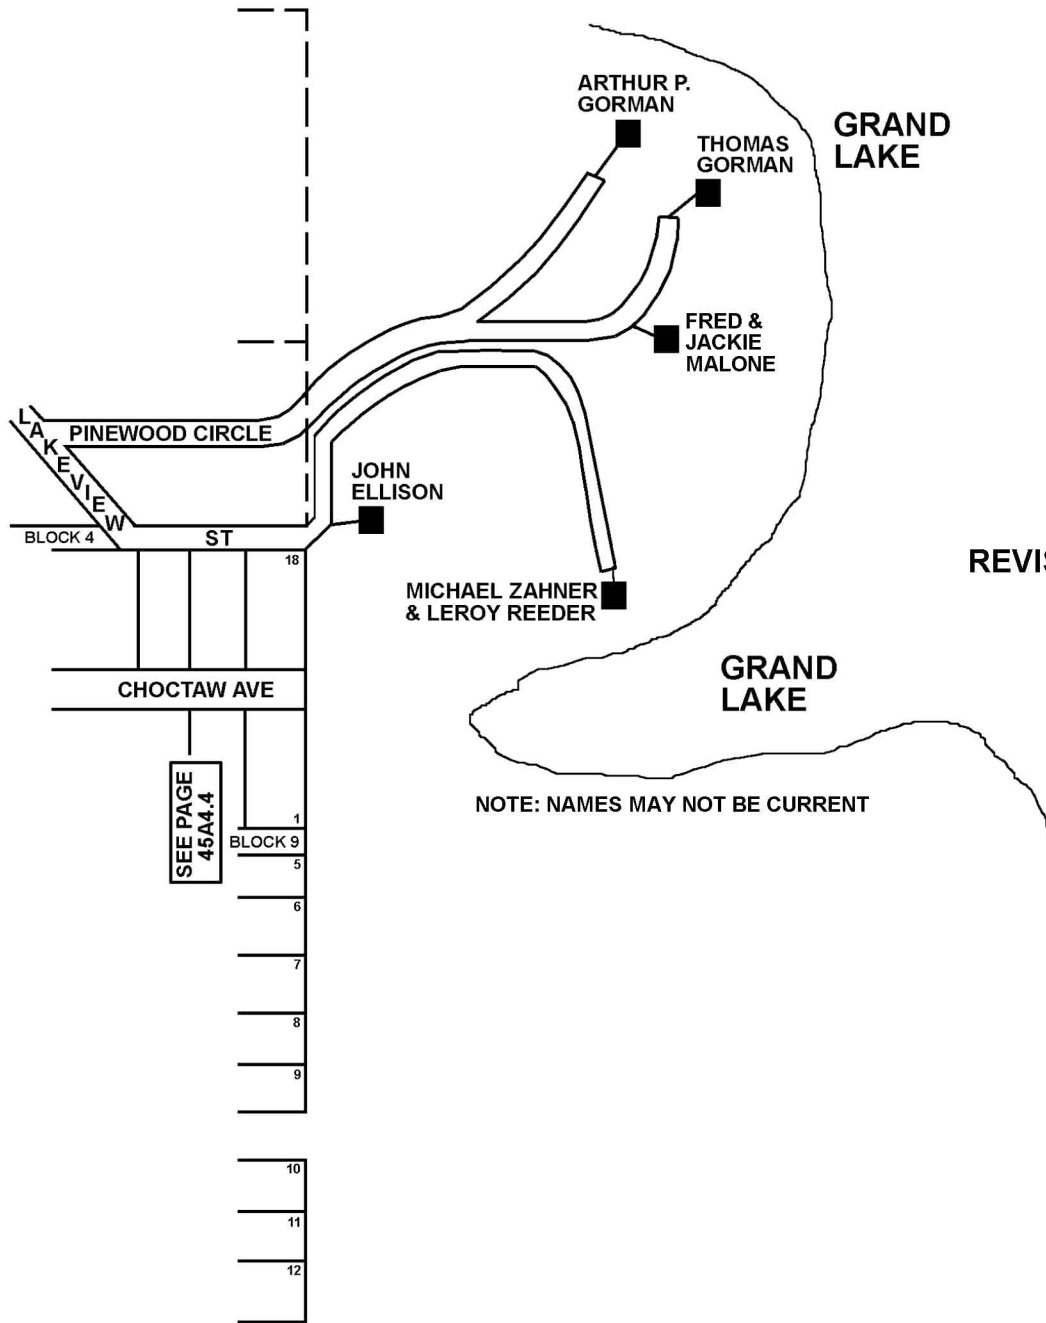 ARTHUR P.
GORMAN
GRAND
LAKE
THOMAS
GORMAN
FRED &
JACKIE
MALONE
LAKEVIEW
PINEWOOD CIRCLE
JOHN
ELLISON
BLOCK 4
ST
18
REVIS
MICHAEL ZAHNER
& LEROY REEDER
GRAND
LAKE
CHOCTAW AVE
SEE PAGE
45A4.4
NOTE: NAMES MAY NOT BE CURRENT
1
BLOCK 9
5
6
7
8
9
10
11
12